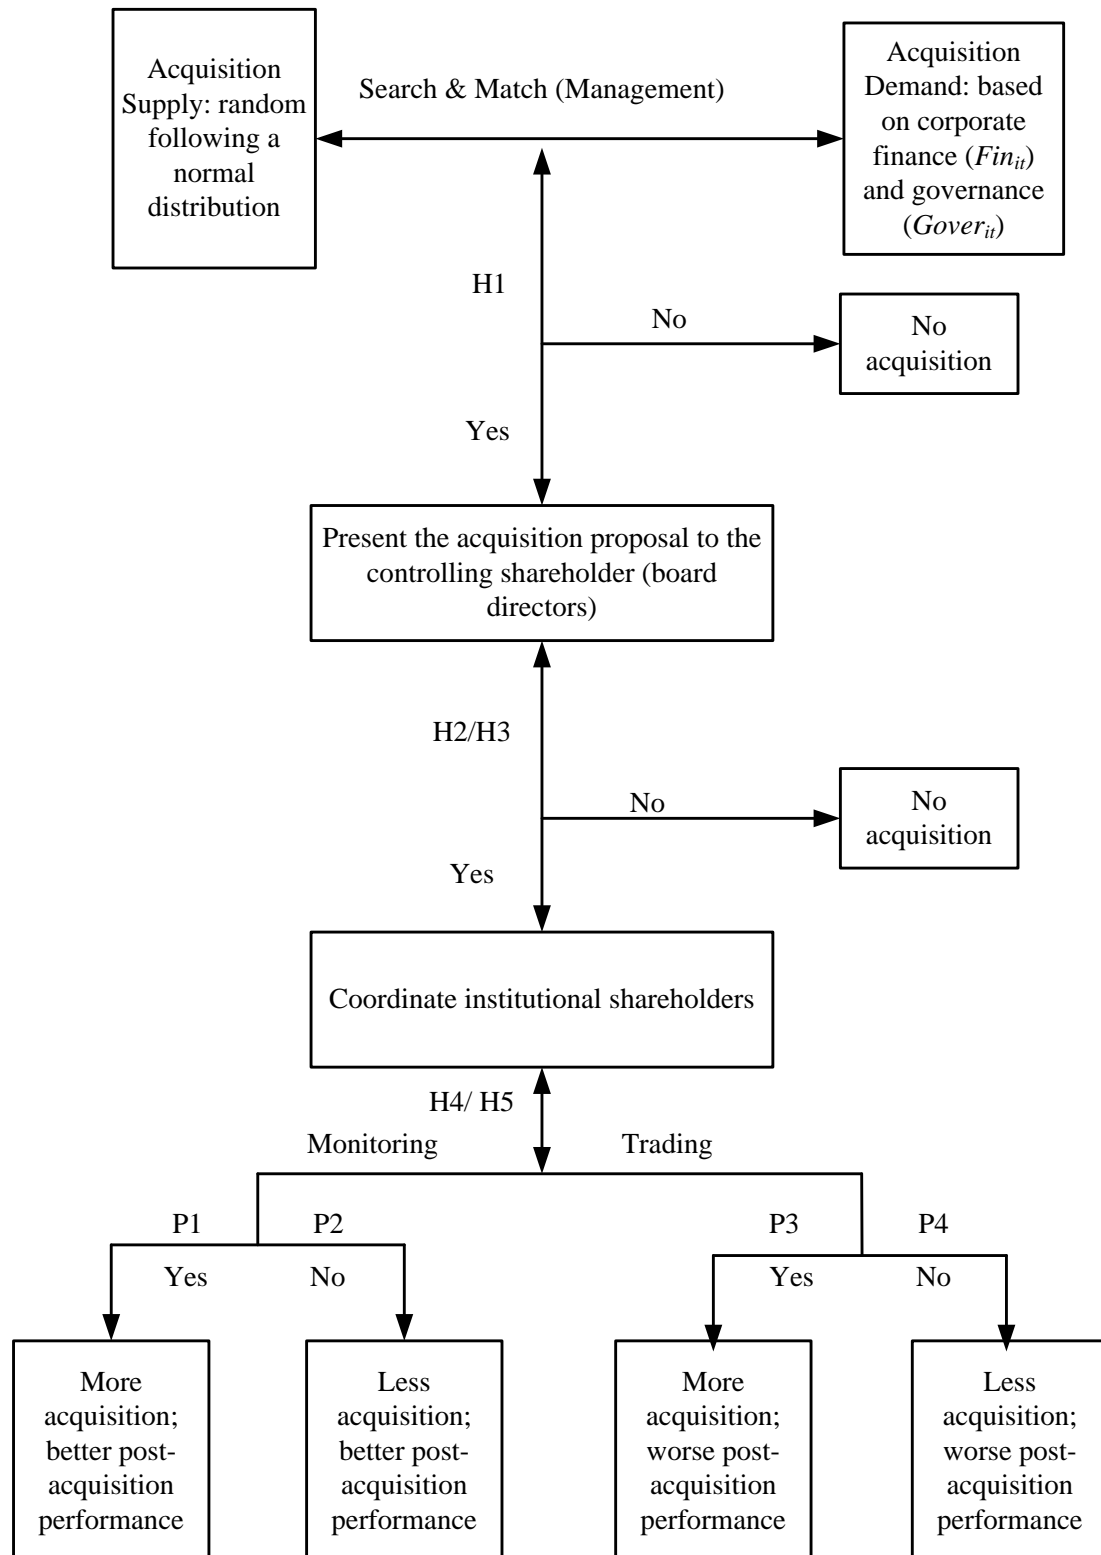 Acquisition
Supply: random
following a
normal
distribution
Search & Match (Management)
Acquisition
Demand: based
on corporate
finance (Fin_it)
and governance
(Gover_it)
H1
No
No
acquisition
Yes
Present the acquisition proposal to the
controlling shareholder (board
directors)
H2/H3
No
No
acquisition
Yes
Coordinate institutional shareholders
H4/ H5
Monitoring
Trading
P1
P2
P3
P4
Yes
No
Yes
No
More
acquisition;
better post-
acquisition
performance
Less
acquisition;
better post-
acquisition
performance
More
acquisition;
worse post-
acquisition
performance
Less
acquisition;
worse post-
acquisition
performance